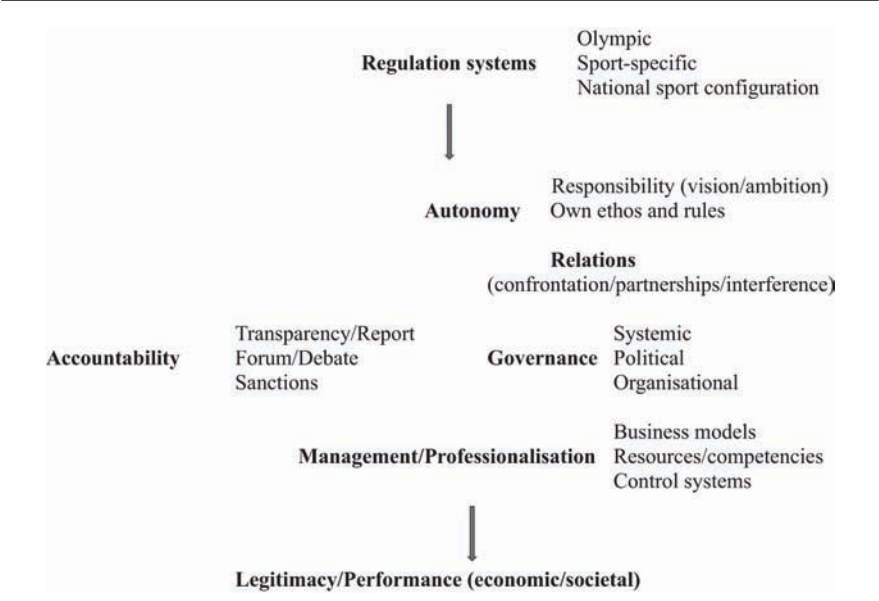 Olympic
Regulation systems Sport-specific
National sport configuration
Responsibility (vision/ambition)
Autonomy Own ethos and rules
Relations
(confrontation/partnerships/interference)
Transparency/Report Systemic
Accountability Forum/Debate Governance Political
Sanctions Organisational
Business models
Management/Professionalisation Resources/competencies
Control systems
Legitimacy/Performance (economic/societal)